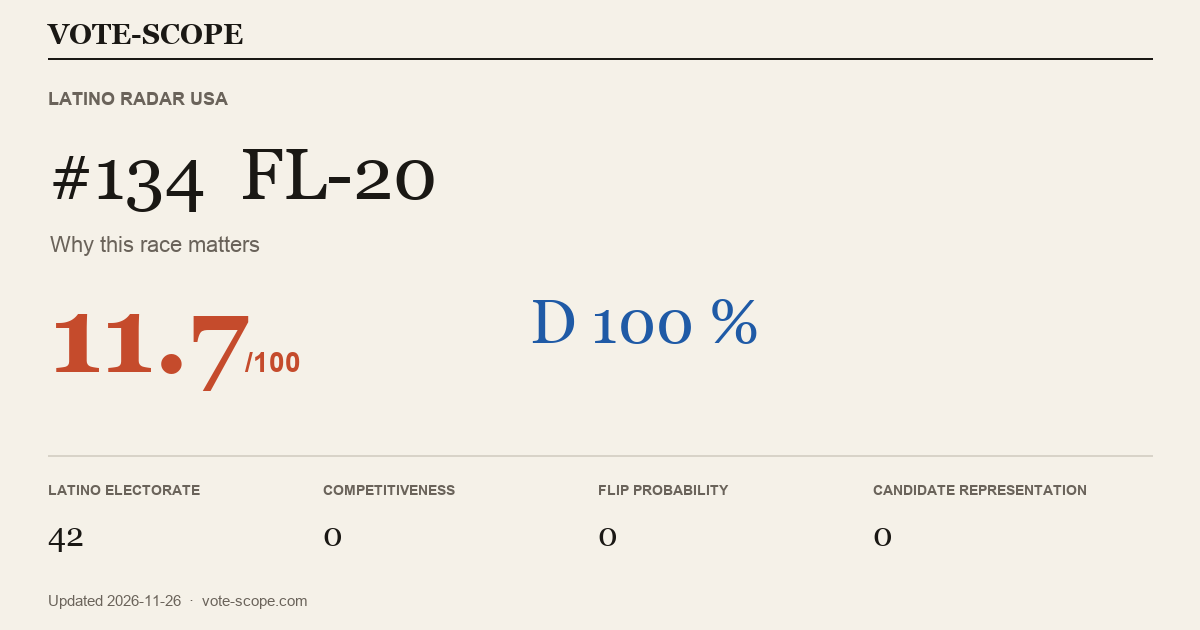 VOTE-SCOPE
LATINO RADAR USA
#134 FL-20
Why this race matters
11.7/100
D 100 %
LATINO ELECTORATE
COMPETITIVENESS
FLIP PROBABILITY
CANDIDATE REPRESENTATION
42
0
0
0
Updated 2026-11-26 · vote-scope.com